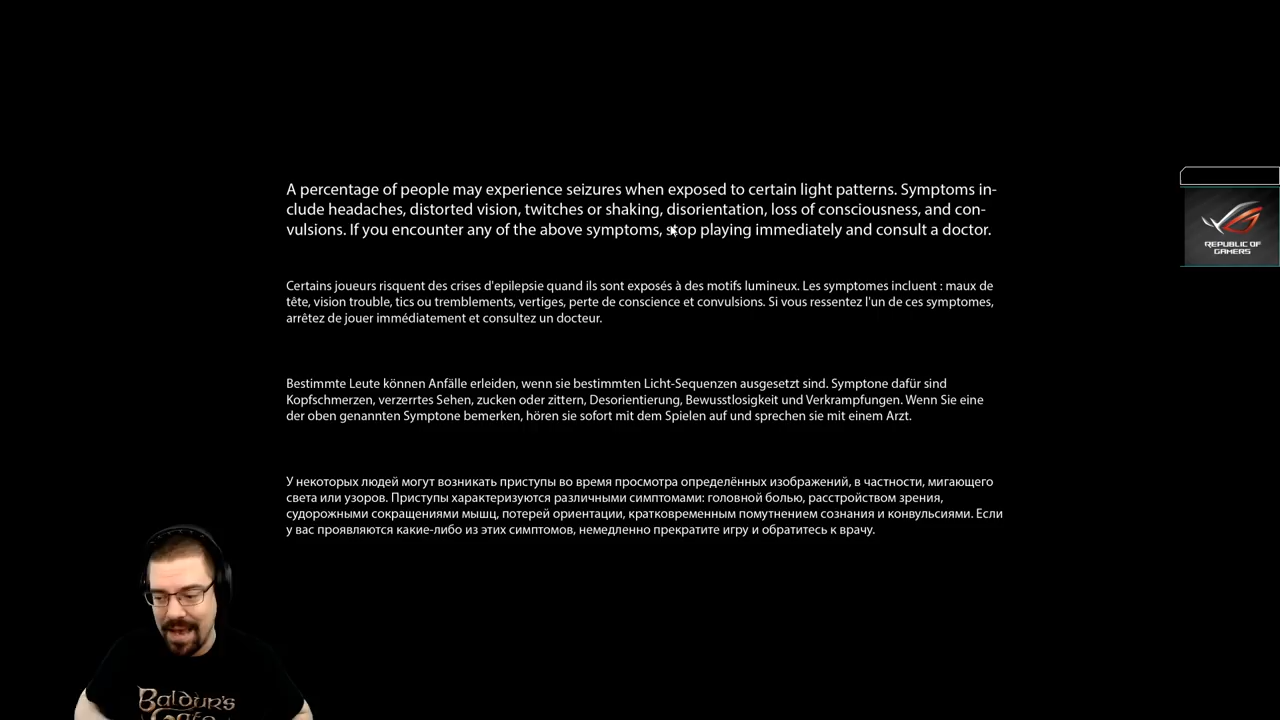 A percentage of people may experience seizures when exposed to certain light patterns. Symptoms in-
clude headaches, distorted vision, twitches or shaking, disorientation, loss of consciousness, and con-
vulsions. If you encounter any of the above symptoms, stop playing immediately and consult a doctor.
Certains joueurs risquent des crises d'epilepsie quand ils sont exposés à des motifs lumineux. Les symptomes incluent : maux de
tête, vision trouble, tics ou tremblements, vertiges, perte de conscience et convulsions. Si vous ressentez l'un de ces symptomes,
arrêtez de jouer immédiatement et consultez un docteur.
Bestimmte Leute können Anfälle erleiden, wenn sie bestimmten Licht-Sequenzen ausgesetzt sind. Symptone dafür sind
Kopfschmerzen, verzerrtes Sehen, zucken oder zittern, Desorientierung, Bewusstlosigkeit und Verkrampfungen. Wenn Sie eine
der oben genannten Symptone bemerken, hören sie sofort mit dem Spielen auf und sprechen sie mit einem Arzt.
У некоторых людей могут возникать приступы во время просмотра определённых изображений, в частности, мигающего
света или узоров. Приступы характеризуются различными симптомами: головной болью, расстройством зрения,
судорожными сокращениями мышц, потерей ориентации, кратковременным помутнением сознания и конвульсиями. Если
у вас проявляются какие-либо из этих симптомов, немедленно прекратите игру и обратитесь к врачу.
REPUBLIC OF
GAMERS
Baldur's
Gate